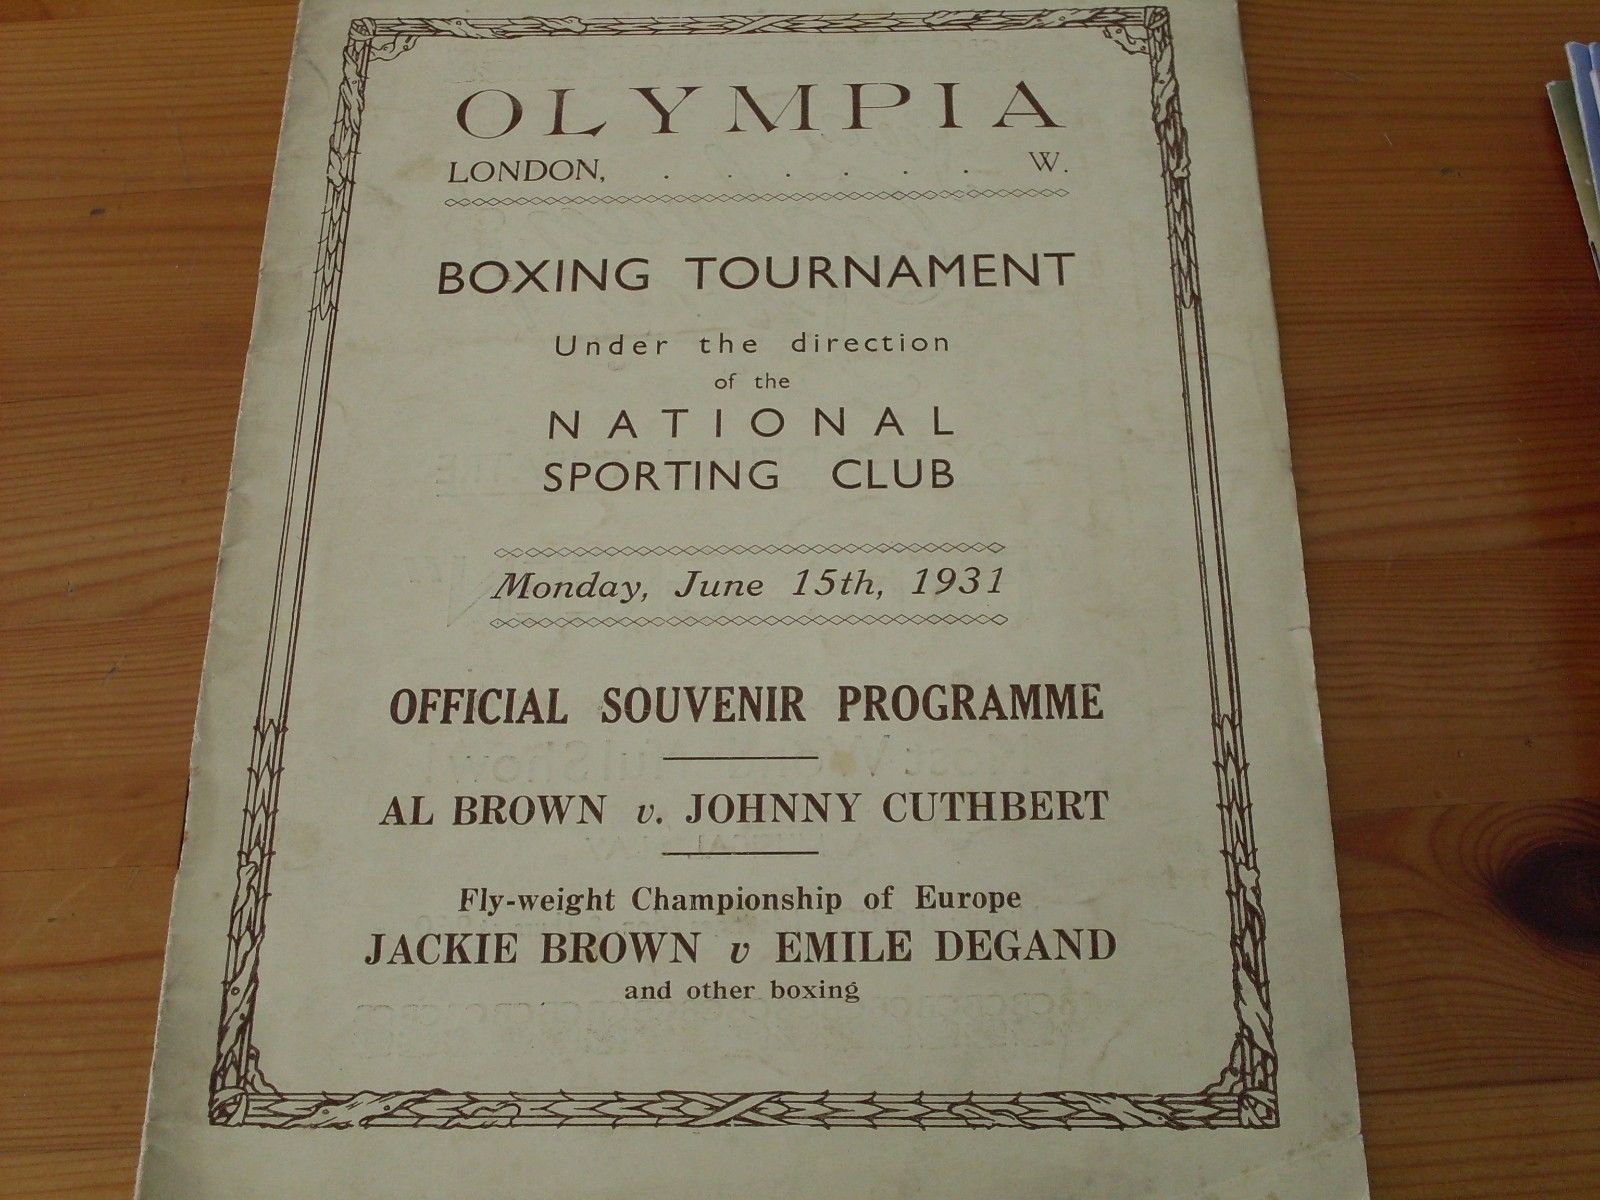 OLYMPIA
LONDON, . . . . . . W.
BOXING TOURNAMENT
Under the direction
of the
NATIONAL
SPORTING CLUB
Monday, June 15th, 1931
OFFICIAL SOUVENIR PROGRAMME
AL BROWN v. JOHNNY CUTHBERT
Fly-weight Championship of Europe
JACKIE BROWN v EMILE DEGAND
and other boxing